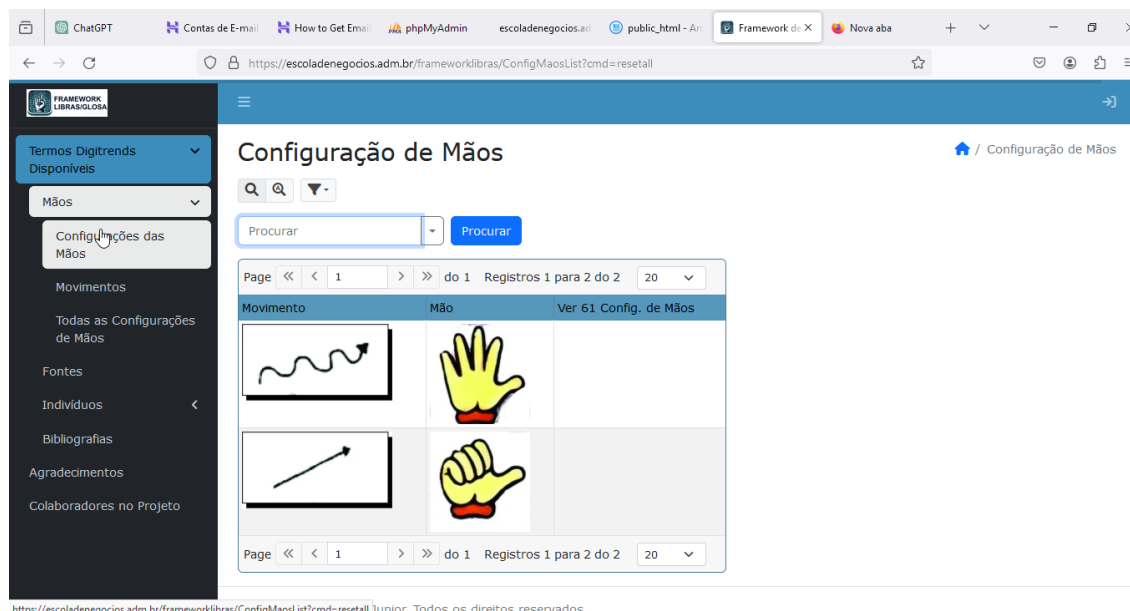 ChatGPT
Contas de E-mail
How to Get Email
phpMyAdmin
escoladenegocios.ad
public_html - Ar
Framework de
Nova aba
https://escoladenegocios.adm.br/frameworklibras/ConfigMaosList?cmd=resetall
FRAMEWORK
LIBRAS/GLOSA
Termos Digitrends
Disponíveis
Mãos
Configurações das
Mãos
Movimentos
Todas as Configurações
de Mãos
Fontes
Indivíduos
Bibliografias
Agradecimentos
Colaboradores no Projeto
Configuração de Mãos
/ Configuração de Mãos
Procurar
Procurar
Page 1 do 1 Registros 1 para 2 do 2 20
Movimento Mão Ver 61 Config. de Mãos
Page 1 do 1 Registros 1 para 2 do 2 20
https://escoladenegocios.adm.br/frameworklibras/ConfigMaosList?cmd=resetall Junior. Todos os direitos reservados